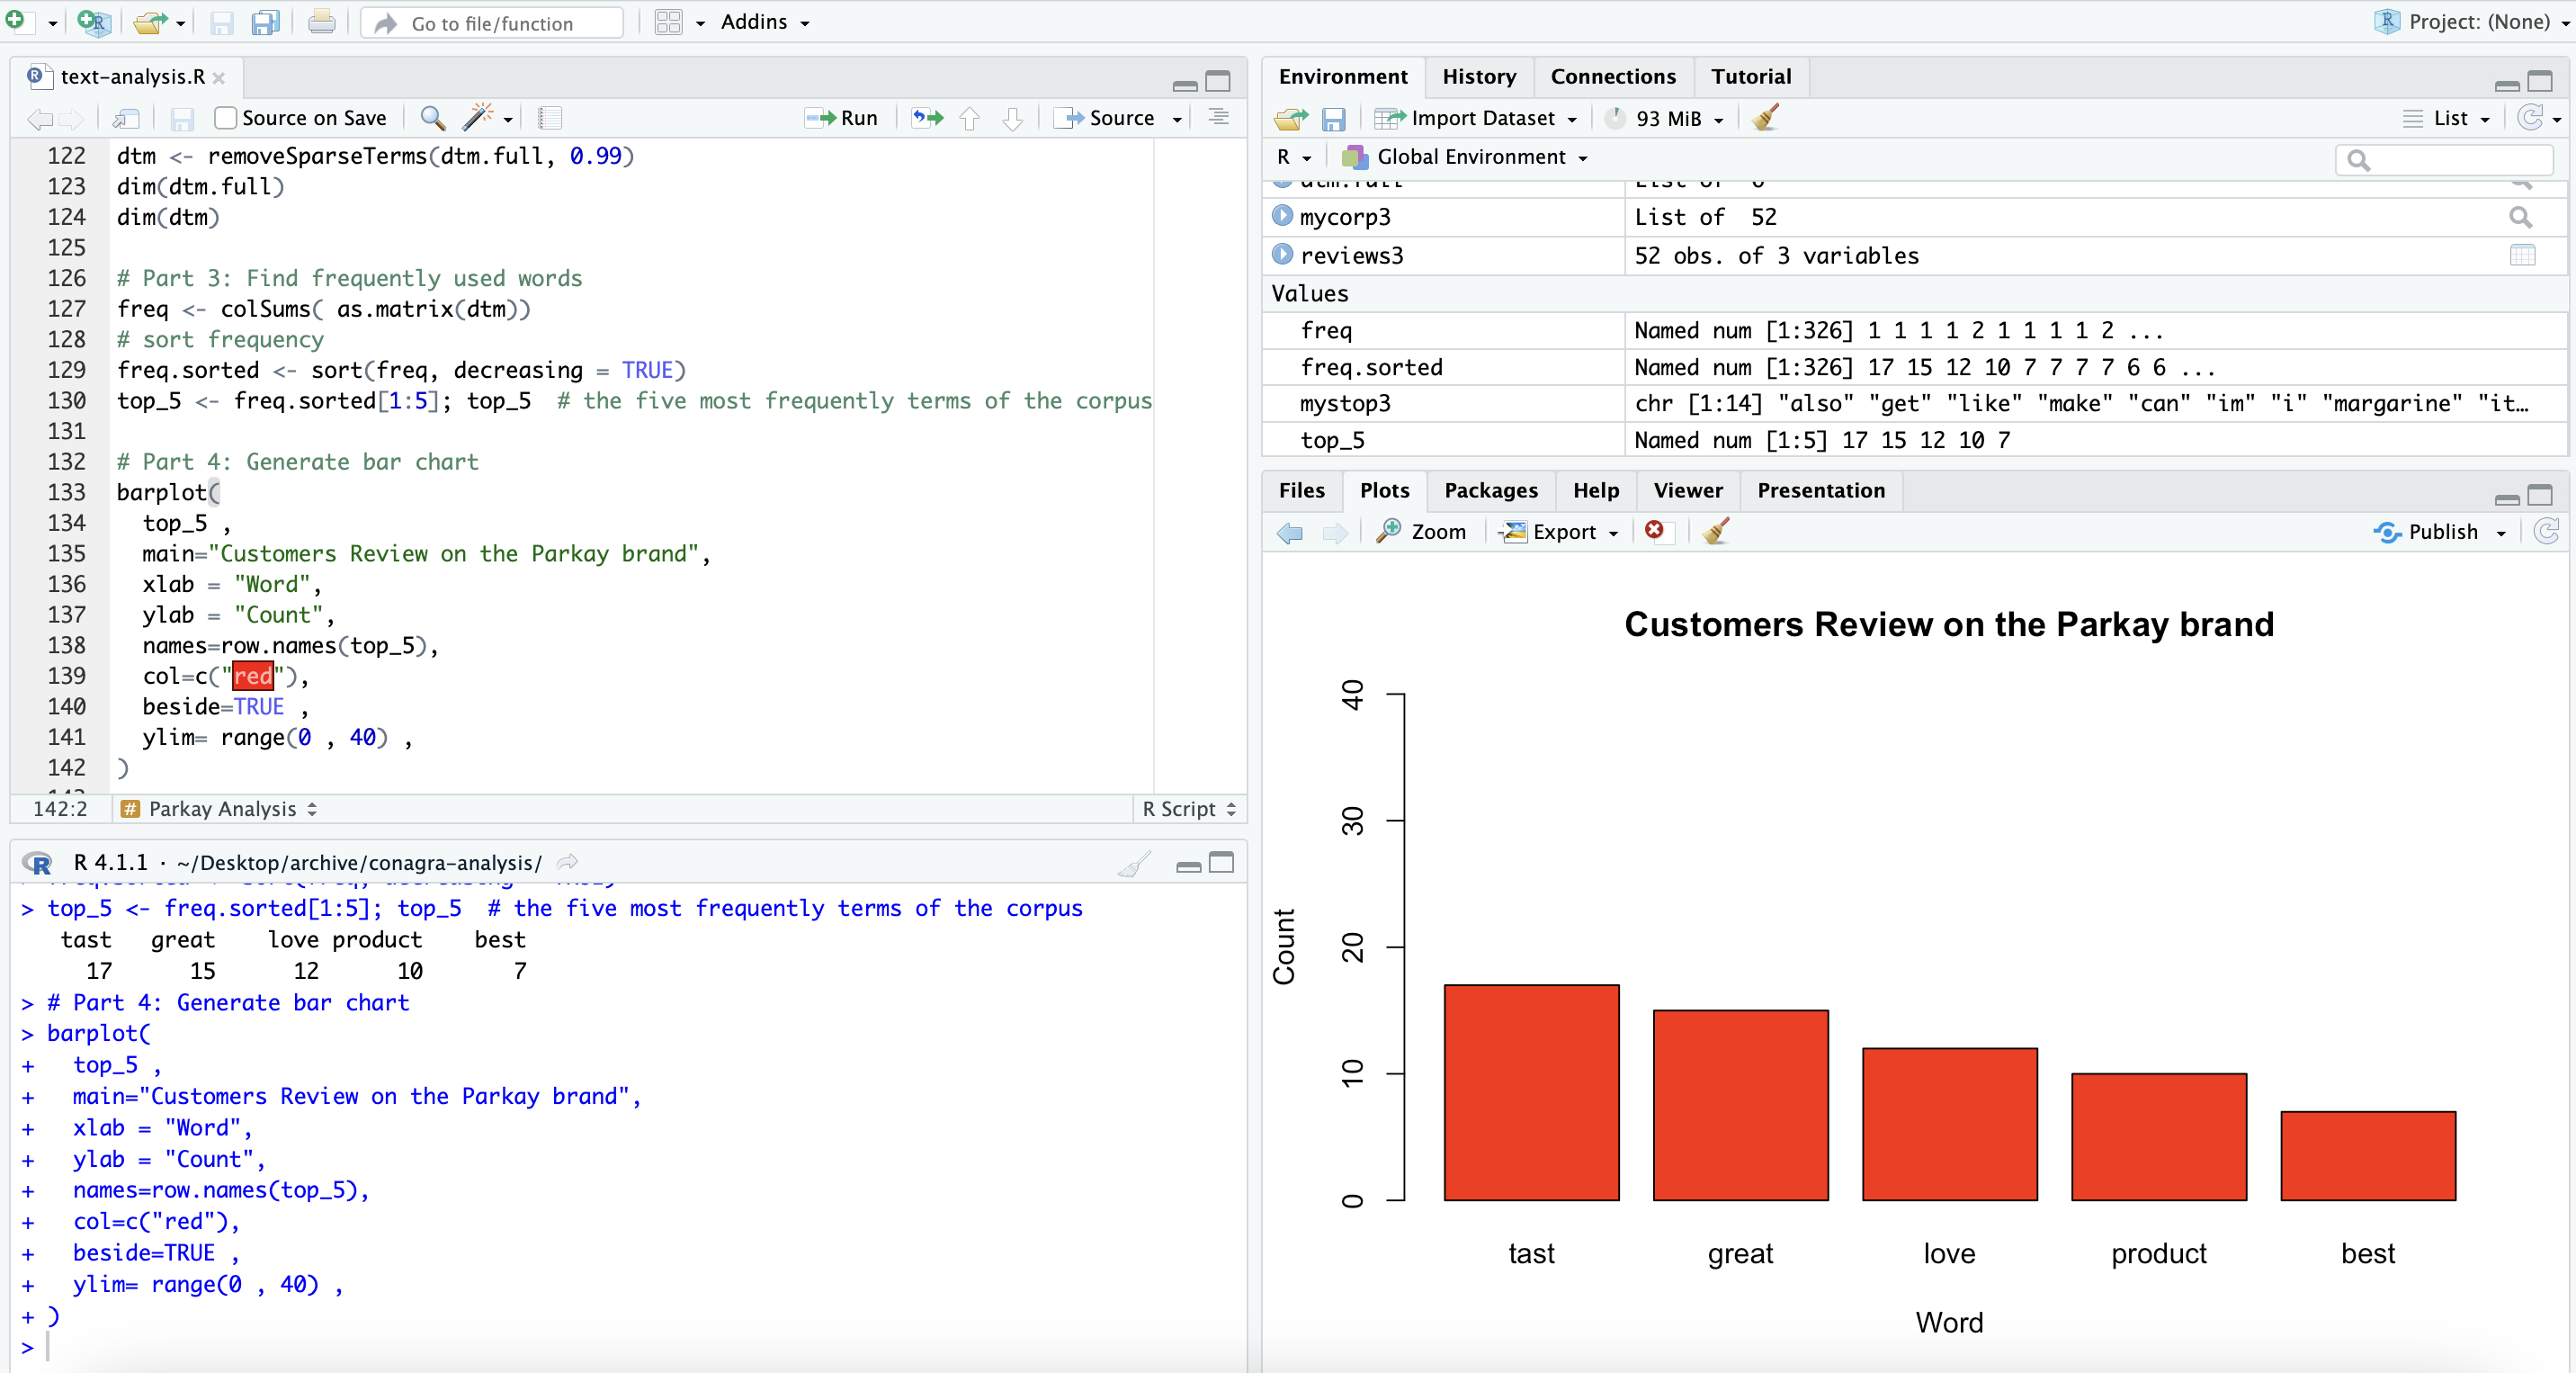 Go to file/function
Addins
Project: (None)
text-analysis.R
Source on Save
Run
Source
122 dtm <- removeSparseTerms(dtm.full, 0.99)
123 dim(dtm.full)
124 dim(dtm)
125
126 # Part 3: Find frequently used words
127 freq <- colSums( as.matrix(dtm))
128 # sort frequency
129 freq.sorted <- sort(freq, decreasing = TRUE)
130 top_5 <- freq.sorted[1:5]; top_5  # the five most frequently terms of the corpus
131
132 # Part 4: Generate bar chart
133 barplot(
134   top_5 ,
135   main="Customers Review on the Parkay brand",
136   xlab = "Word",
137   ylab = "Count",
138   names=row.names(top_5),
139   col=c("red"),
140   beside=TRUE ,
141   ylim= range(0 , 40) ,
142 )
142:2 # Parkay Analysis R Script
R 4.1.1 · ~/Desktop/archive/conagra-analysis/
> top_5 <- freq.sorted[1:5]; top_5  # the five most frequently terms of the corpus
tast great love product best
17 15 12 10 7
> # Part 4: Generate bar chart
> barplot(
+   top_5 ,
+   main="Customers Review on the Parkay brand",
+   xlab = "Word",
+   ylab = "Count",
+   names=row.names(top_5),
+   col=c("red"),
+   beside=TRUE ,
+   ylim= range(0 , 40) ,
+ )
>
Environment History Connections Tutorial
Import Dataset 93 MiB List
R Global Environment
mycorp3 List of  52
reviews3 52 obs. of 3 variables
Values
freq Named num [1:326] 1 1 1 1 2 1 1 1 1 2 ...
freq.sorted Named num [1:326] 17 15 12 10 7 7 7 7 6 6 ...
mystop3 chr [1:14] "also" "get" "like" "make" "can" "im" "i" "margarine" "it…
top_5 Named num [1:5] 17 15 12 10 7
Files Plots Packages Help Viewer Presentation
Zoom Export Publish
Customers Review on the Parkay brand
40
30
20
10
0
Count
tast great love product best
Word